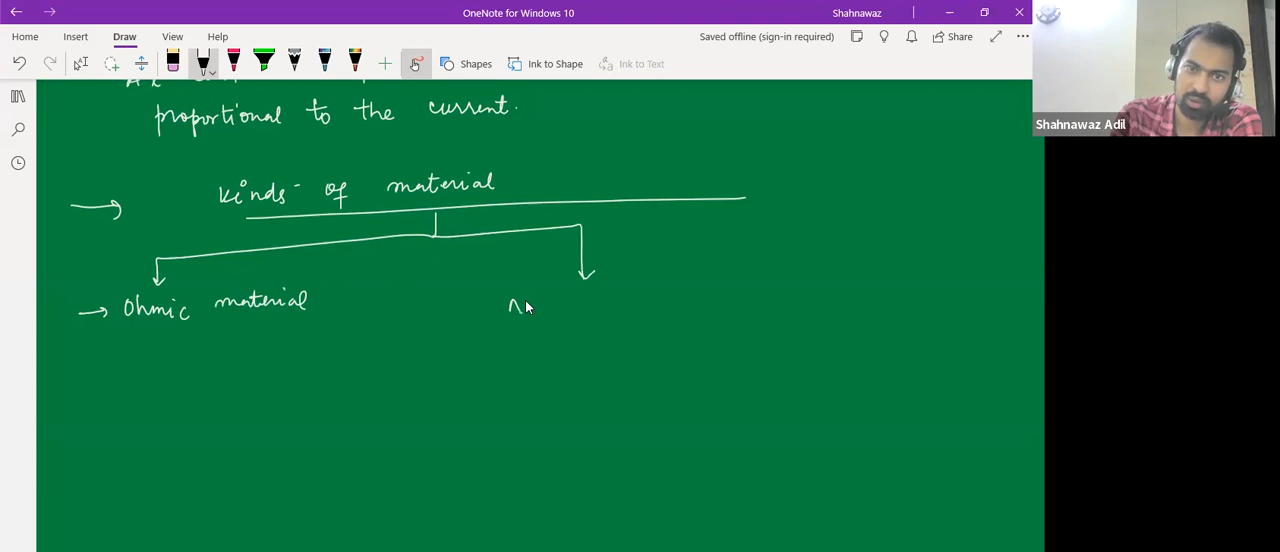 OneNote for Windows 10
Shahnawaz
Home Insert Draw View Help
Saved offline (sign-in required)
Share
Shapes
Ink to Shape
Ink to Text
proportional to the current.
Kinds of material
Ohmic material
N
Shahnawaz Adil